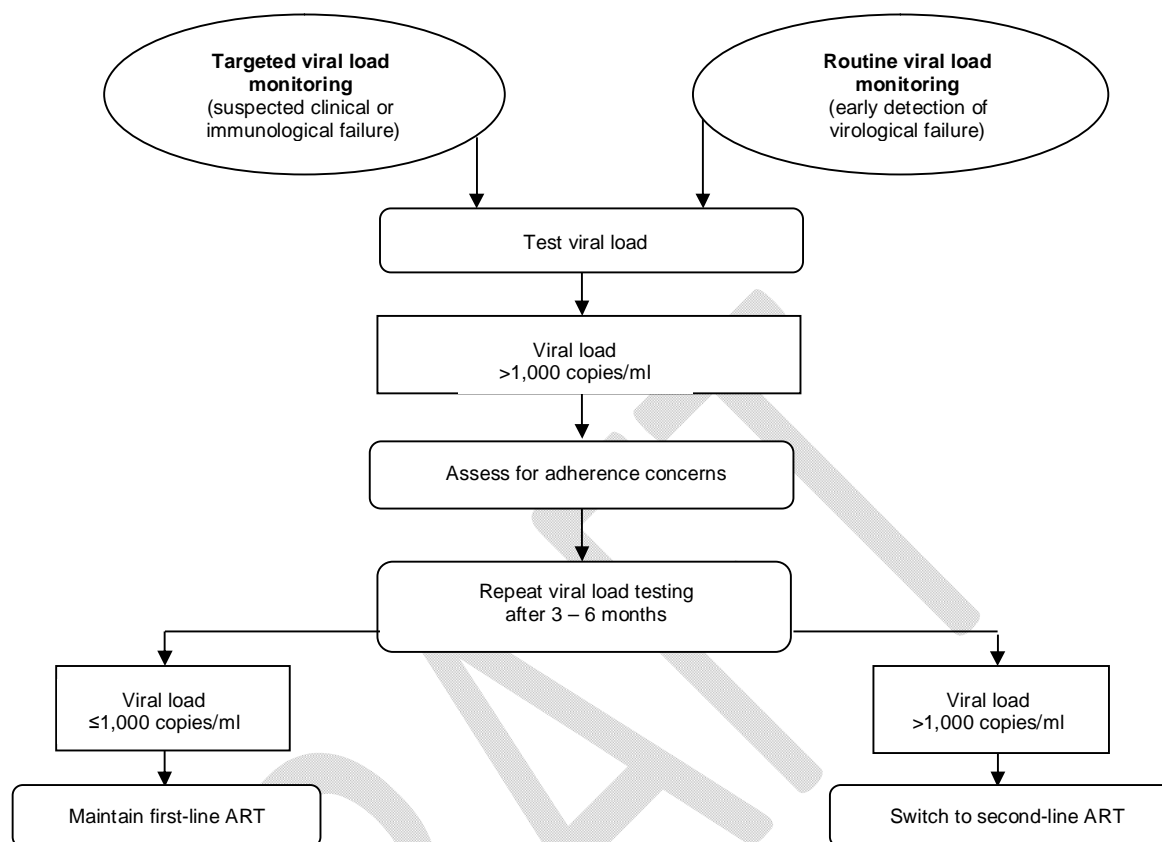 Targeted viral load
monitoring
(suspected clinical or
immunological failure)
Routine viral load
monitoring
(early detection of
virological failure)
Test viral load
Viral load
>1,000 copies/ml
Assess for adherence concerns
Repeat viral load testing
after 3 – 6 months
Viral load
≤1,000 copies/ml
Viral load
>1,000 copies/ml
Maintain first-line ART
Switch to second-line ART